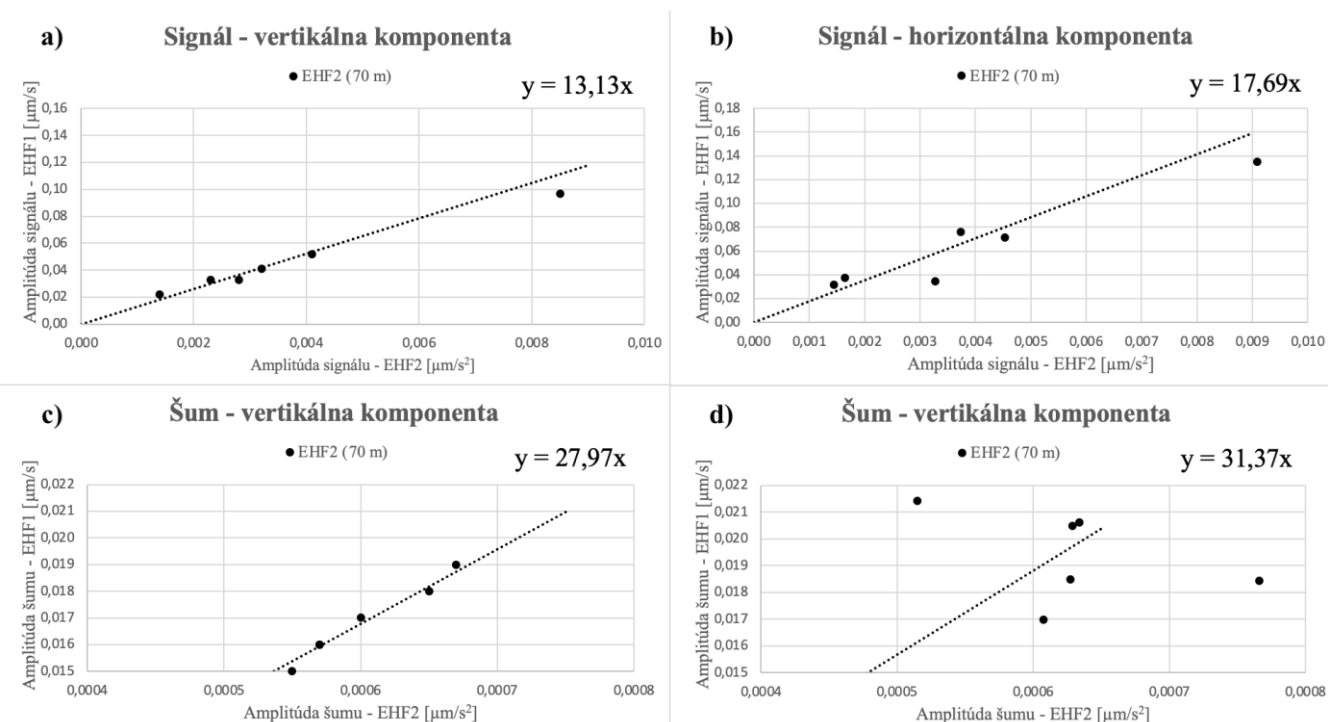 a)
Signál - vertikálna komponenta
EHF2 (70 m)
y = 13,13x
Amplitúda signálu - EHF1 [µm/s]
0,16
0,14
0,12
0,10
0,08
0,06
0,04
0,02
0,00
0,000 0,002 0,004 0,006 0,008 0,010
Amplitúda signálu - EHF2 [µm/s²]
b)
Signál - horizontálna komponenta
EHF2 (70 m)
y = 17,69x
Amplitúda signálu - EHF1 [µm/s]
0,18
0,16
0,14
0,12
0,10
0,08
0,06
0,04
0,02
0,00
0,000 0,001 0,002 0,003 0,004 0,005 0,006 0,007 0,008 0,009 0,010
Amplitúda signálu - EHF2 [µm/s²]
c)
Šum - vertikálna komponenta
EHF2 (70 m)
y = 27,97x
Amplitúda šumu - EHF1 [µm/s]
0,022
0,021
0,020
0,019
0,018
0,017
0,016
0,015
0,0004 0,0005 0,0006 0,0007 0,0008
Amplitúda šumu - EHF2 [µm/s²]
d)
Šum - vertikálna komponenta
EHF2 (70 m)
y = 31,37x
Amplitúda šumu - EHF1 [µm/s]
0,022
0,021
0,020
0,019
0,018
0,017
0,016
0,015
0,0004 0,0005 0,0006 0,0007 0,0008
Amplitúda šumu - EHF2 [µm/s²]